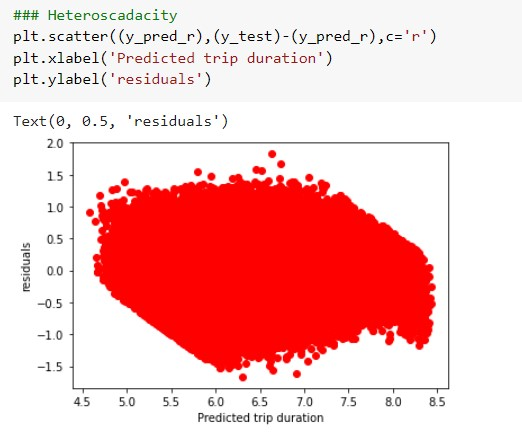 ### Heteroscadacity
plt.scatter((y_pred_r),(y_test)-(y_pred_r),c='r')
plt.xlabel('Predicted trip duration')
plt.ylabel('residuals')
Text(0, 0.5, 'residuals')
2.0
1.5
1.0
0.5
0.0
−0.5
−1.0
−1.5
residuals
4.5 5.0 5.5 6.0 6.5 7.0 7.5 8.0 8.5
Predicted trip duration